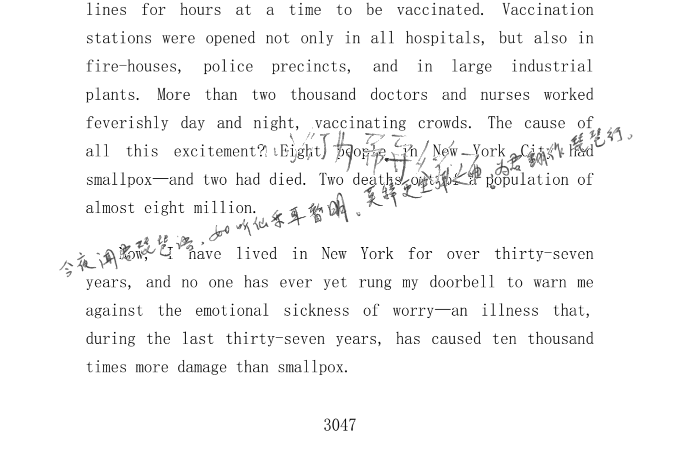 lines for hours at a time to be vaccinated. Vaccination
stations were opened not only in all hospitals, but also in
fire-houses, police precincts, and in large industrial
plants. More than two thousand doctors and nurses worked
feverishly day and night, vaccinating crowds. The cause of
all this excitement? Eight people in New York City had
smallpox—and two had died. Two deaths out of a population of
almost eight million.
今夜闻君琵琶语，如听仙乐耳暂明。莫辞更坐弹一曲，为君翻作琵琶行。
Now, I have lived in New York for over thirty-seven
years, and no one has ever yet rung my doorbell to warn me
against the emotional sickness of worry—an illness that,
during the last thirty-seven years, has caused ten thousand
times more damage than smallpox.
3047